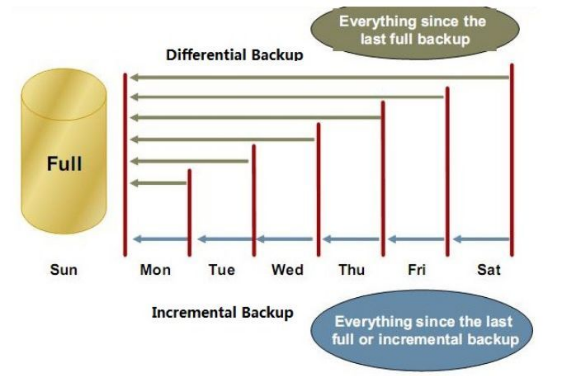 Everything since the
last full backup
Differential Backup
Full
Sun Mon Tue Wed Thu Fri Sat
Incremental Backup
Everything since the last
full or incremental backup